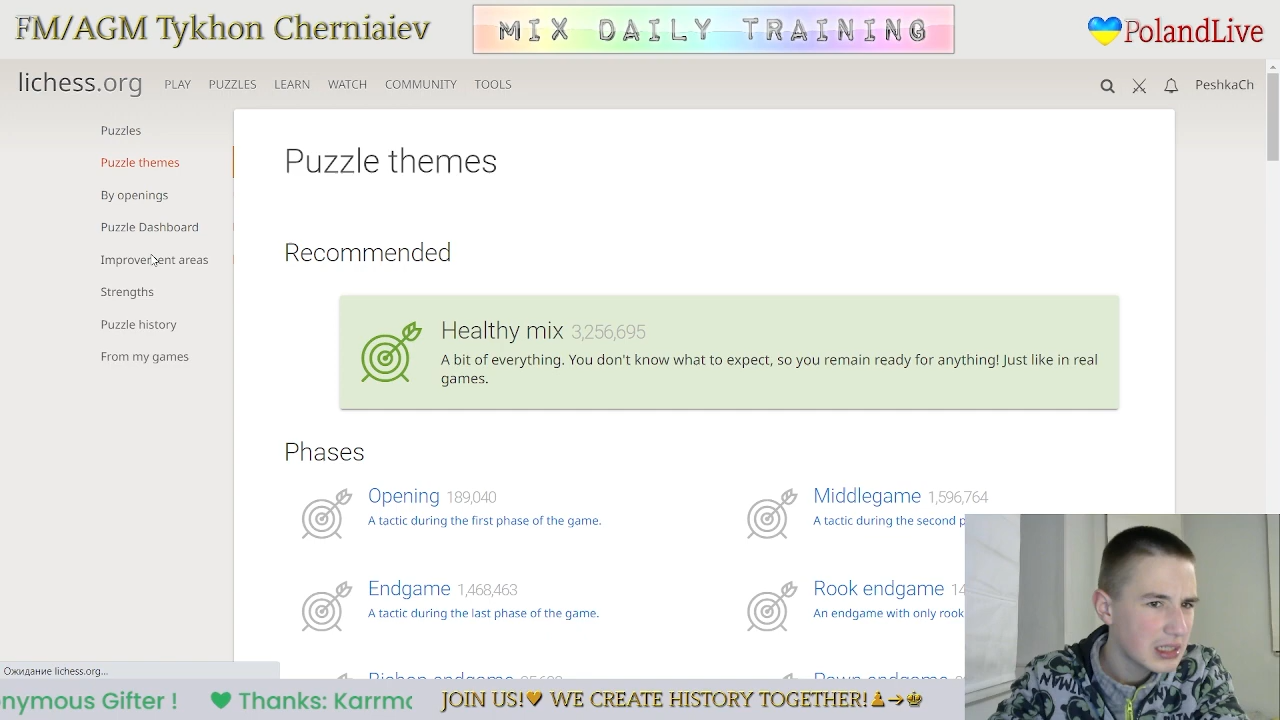 FM/AGM Tykhon Cherniaiev
MIX DAILY TRAINING
PolandLive
lichess.org
PLAY
PUZZLES
LEARN
WATCH
COMMUNITY
TOOLS
PeshkaCh
Puzzles
Puzzle themes
By openings
Puzzle Dashboard
Improvement areas
Strengths
Puzzle history
From my games
Puzzle themes
Recommended
Healthy mix 3,256,695
A bit of everything. You don't know what to expect, so you remain ready for anything! Just like in real
games.
Phases
Opening 189,040
A tactic during the first phase of the game.
Middlegame 1,596,764
A tactic during the second p
Endgame 1,468,463
A tactic during the last phase of the game.
Rook endgame 14
An endgame with only rook
Ожидание lichess.org...
nymous Gifter !
Thanks: Karrma
JOIN US! WE CREATE HISTORY TOGETHER!